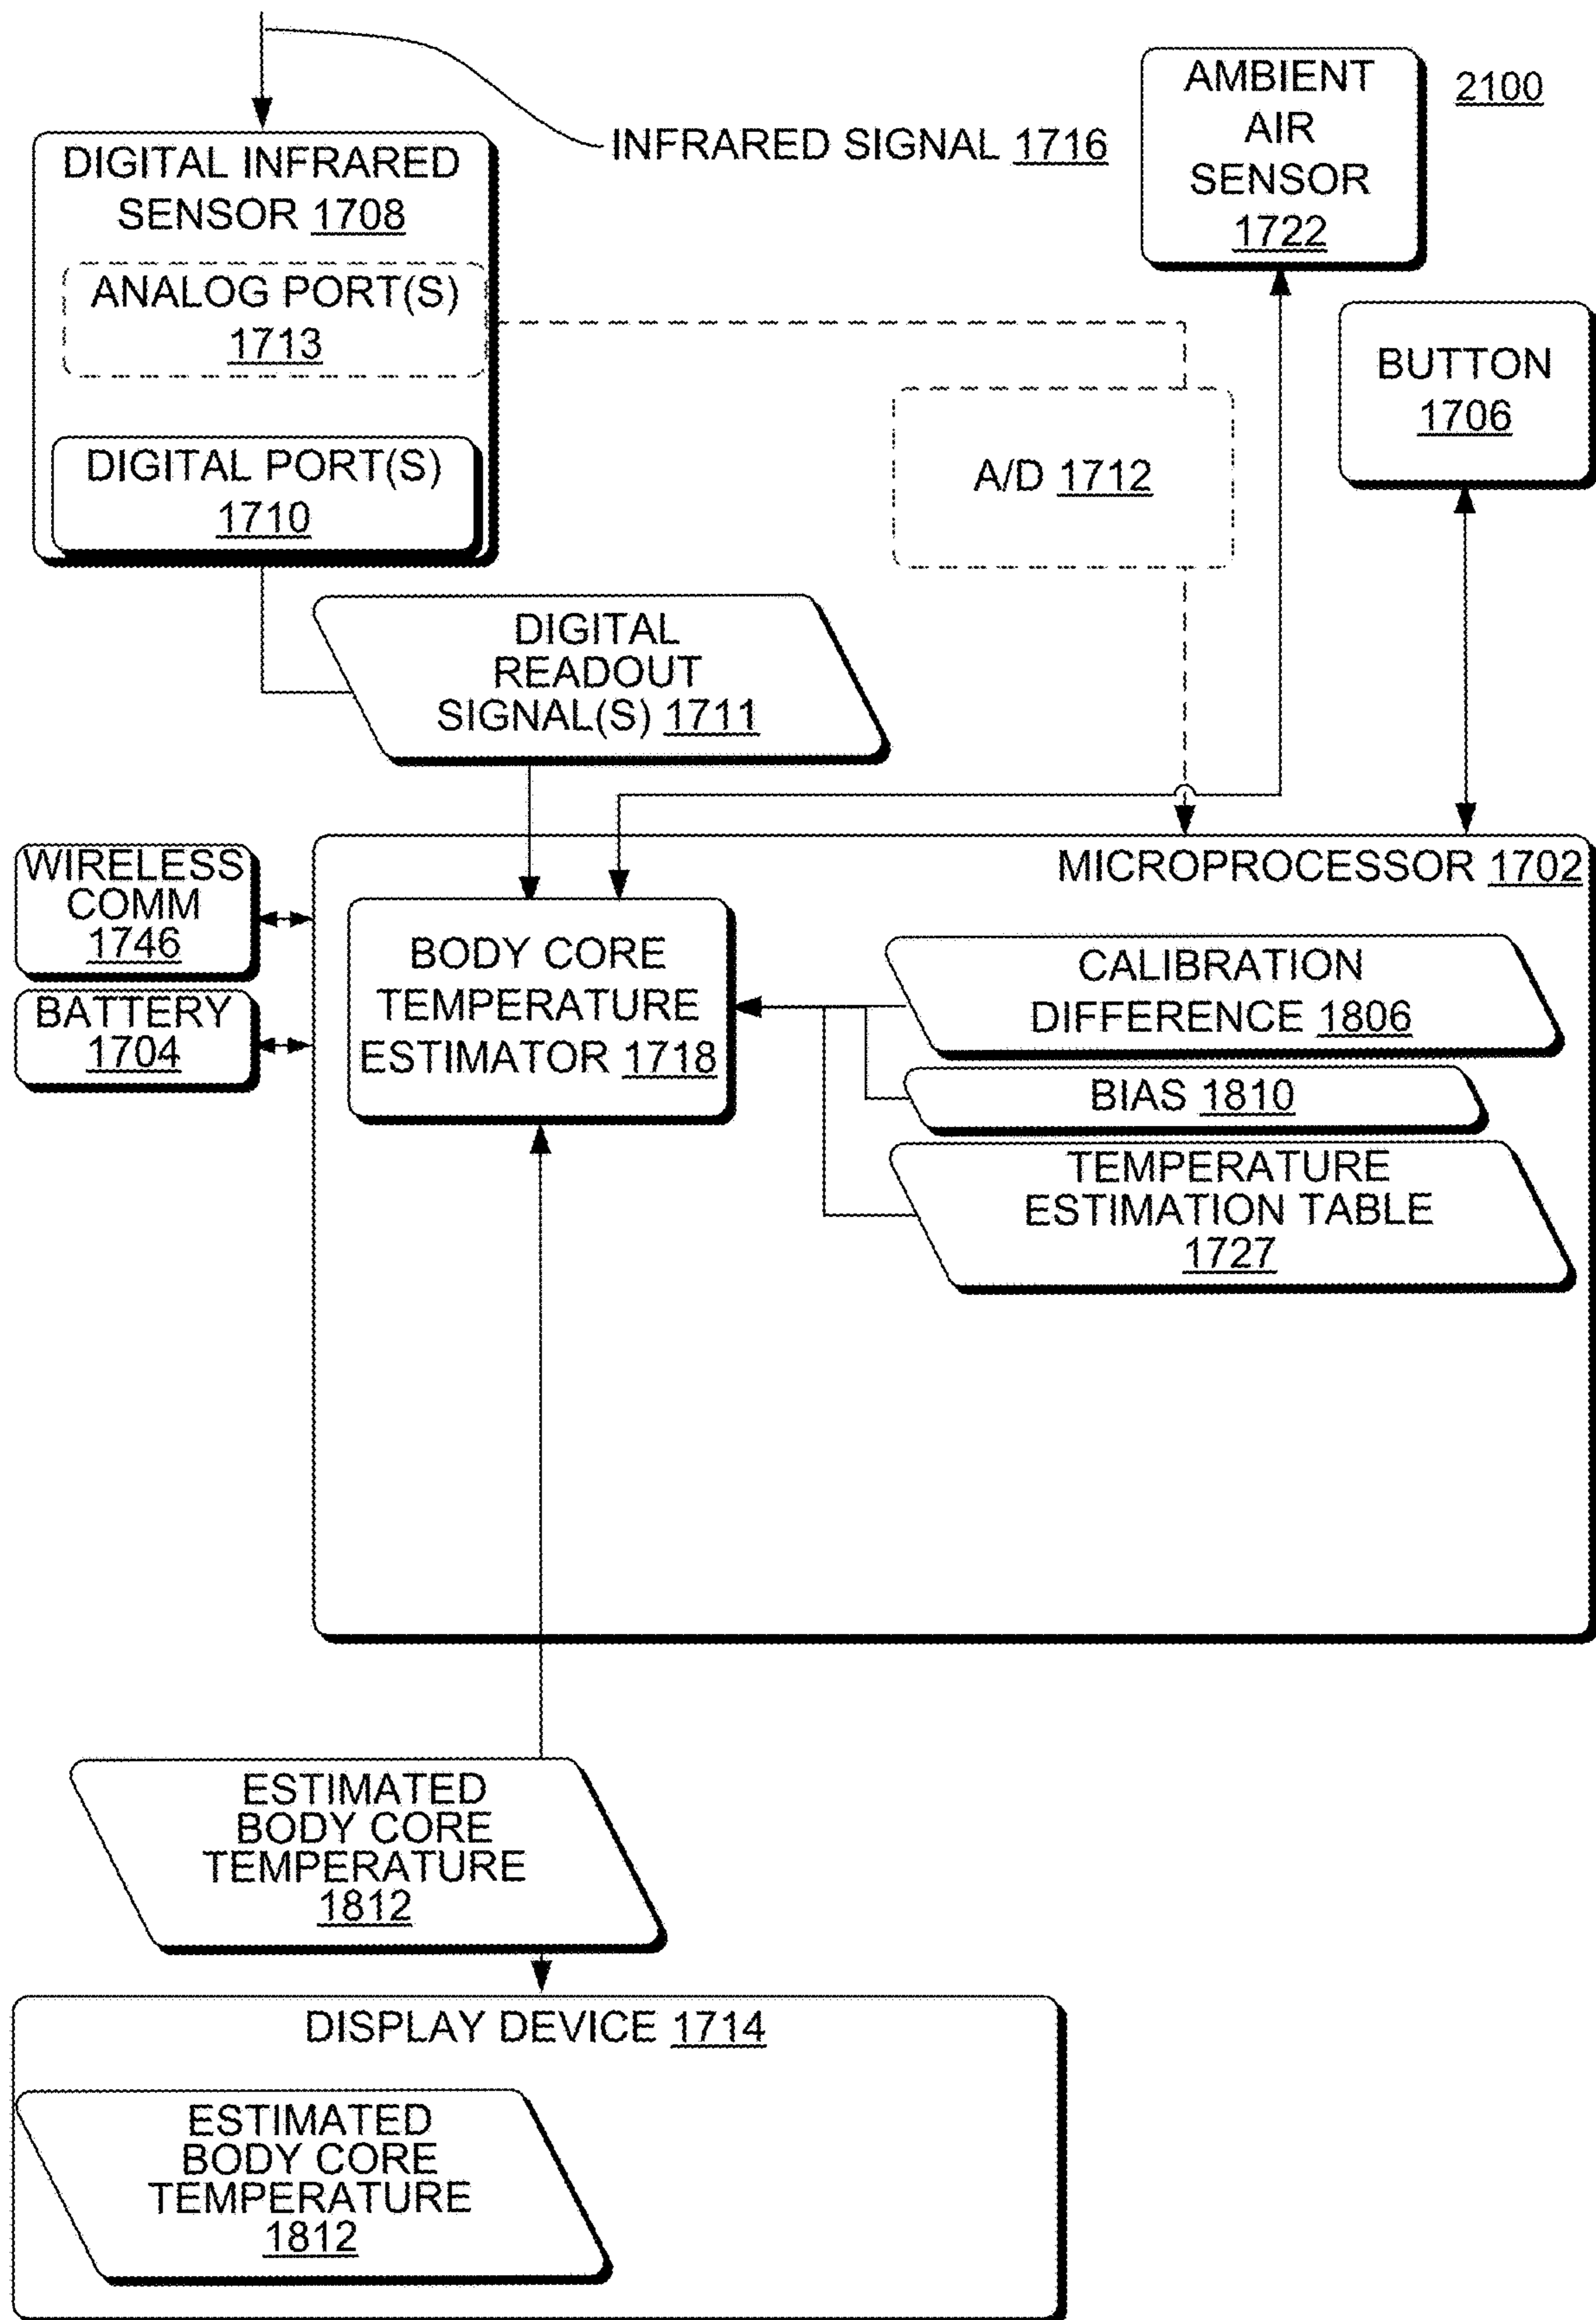 AMBIENT
AIR
SENSOR
1722
2100
INFRARED SIGNAL 1716
DIGITAL INFRARED
SENSOR 1708
ANALOG PORT(S)
1713
DIGITAL PORT(S)
1710
A/D 1712
BUTTON
1706
DIGITAL
READOUT
SIGNAL(S) 1711
MICROPROCESSOR 1702
WIRELESS
COMM
1746
BATTERY
1704
BODY CORE
TEMPERATURE
ESTIMATOR 1718
CALIBRATION
DIFFERENCE 1806
BIAS 1810
TEMPERATURE
ESTIMATION TABLE
1727
ESTIMATED
BODY CORE
TEMPERATURE
1812
DISPLAY DEVICE 1714
ESTIMATED
BODY CORE
TEMPERATURE
1812